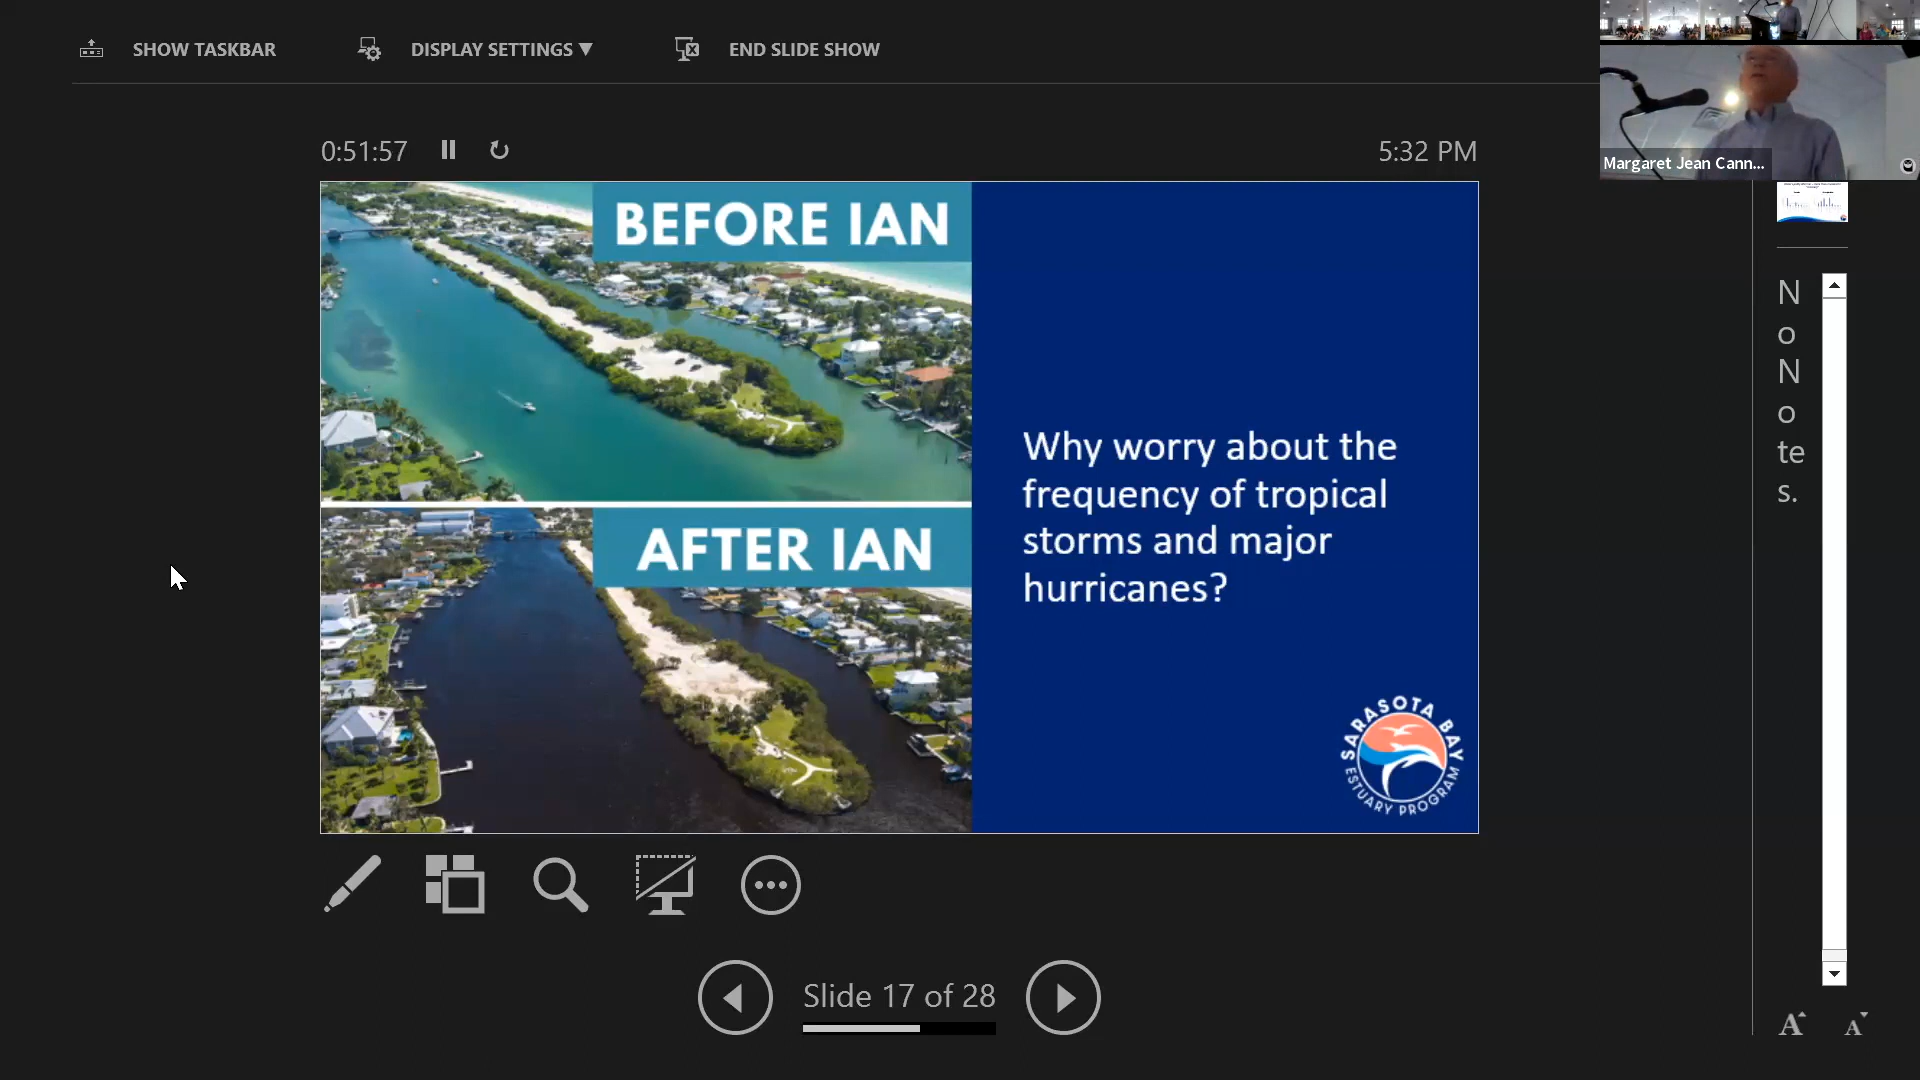 SHOW TASKBAR
DISPLAY SETTINGS ▼
END SLIDE SHOW
0:51:57
5:32 PM
Margaret Jean Cann...
BEFORE IAN
AFTER IAN
Why worry about the
frequency of tropical
storms and major
hurricanes?
SARASOTA BAY
ESTUARY PROGRAM
N
o
N
o
te
s.
Slide 17 of 28
A
A